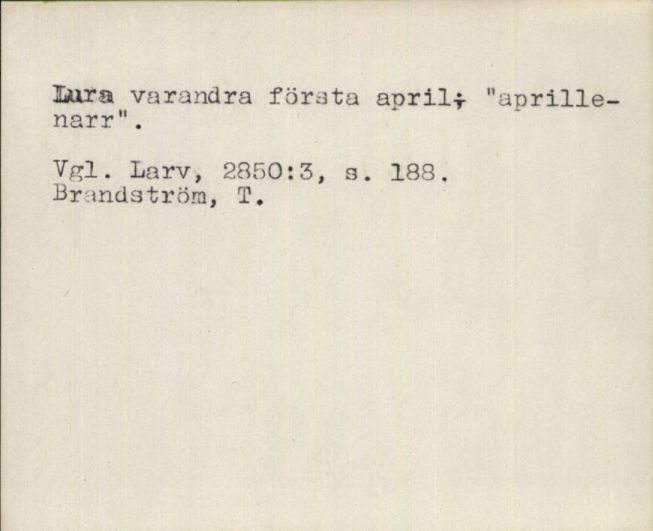 Lura varandra första april; "aprille-
narr".
Vgl. Larv, 2850:3, s. 188.
Brandström, T.